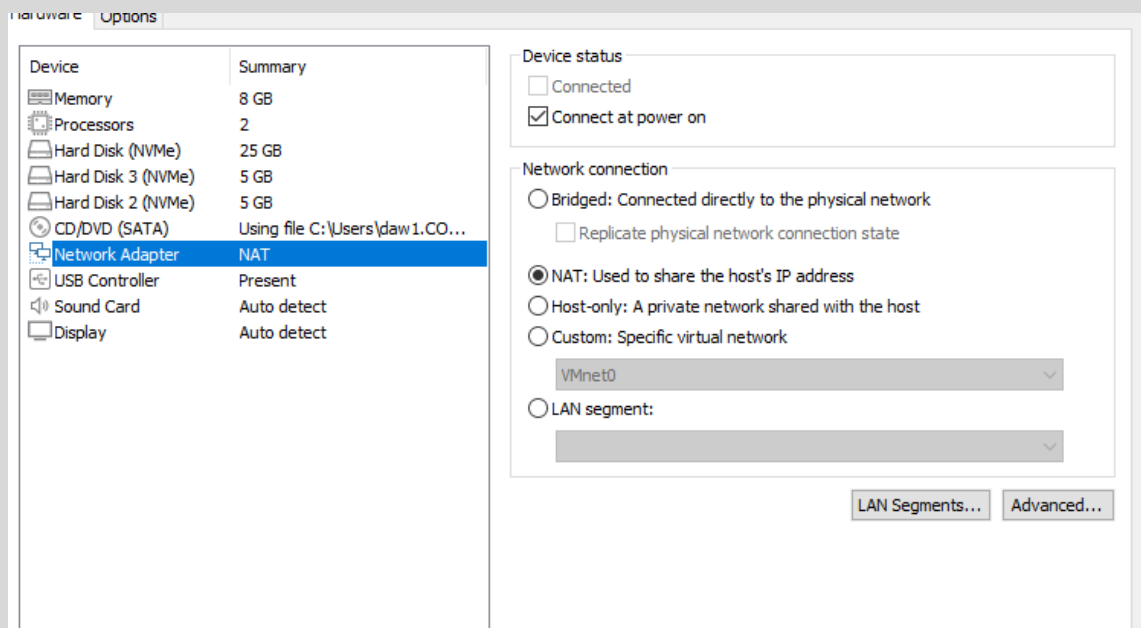 Hardware Options
Device Summary
Memory 8 GB
Processors 2
Hard Disk (NVMe) 25 GB
Hard Disk 3 (NVMe) 5 GB
Hard Disk 2 (NVMe) 5 GB
CD/DVD (SATA) Using file C:\Users\daw1.CO...
Network Adapter NAT
USB Controller Present
Sound Card Auto detect
Display Auto detect
Device status
Connected
Connect at power on
Network connection
Bridged: Connected directly to the physical network
Replicate physical network connection state
NAT: Used to share the host's IP address
Host-only: A private network shared with the host
Custom: Specific virtual network
VMnet0
LAN segment:
LAN Segments... Advanced...